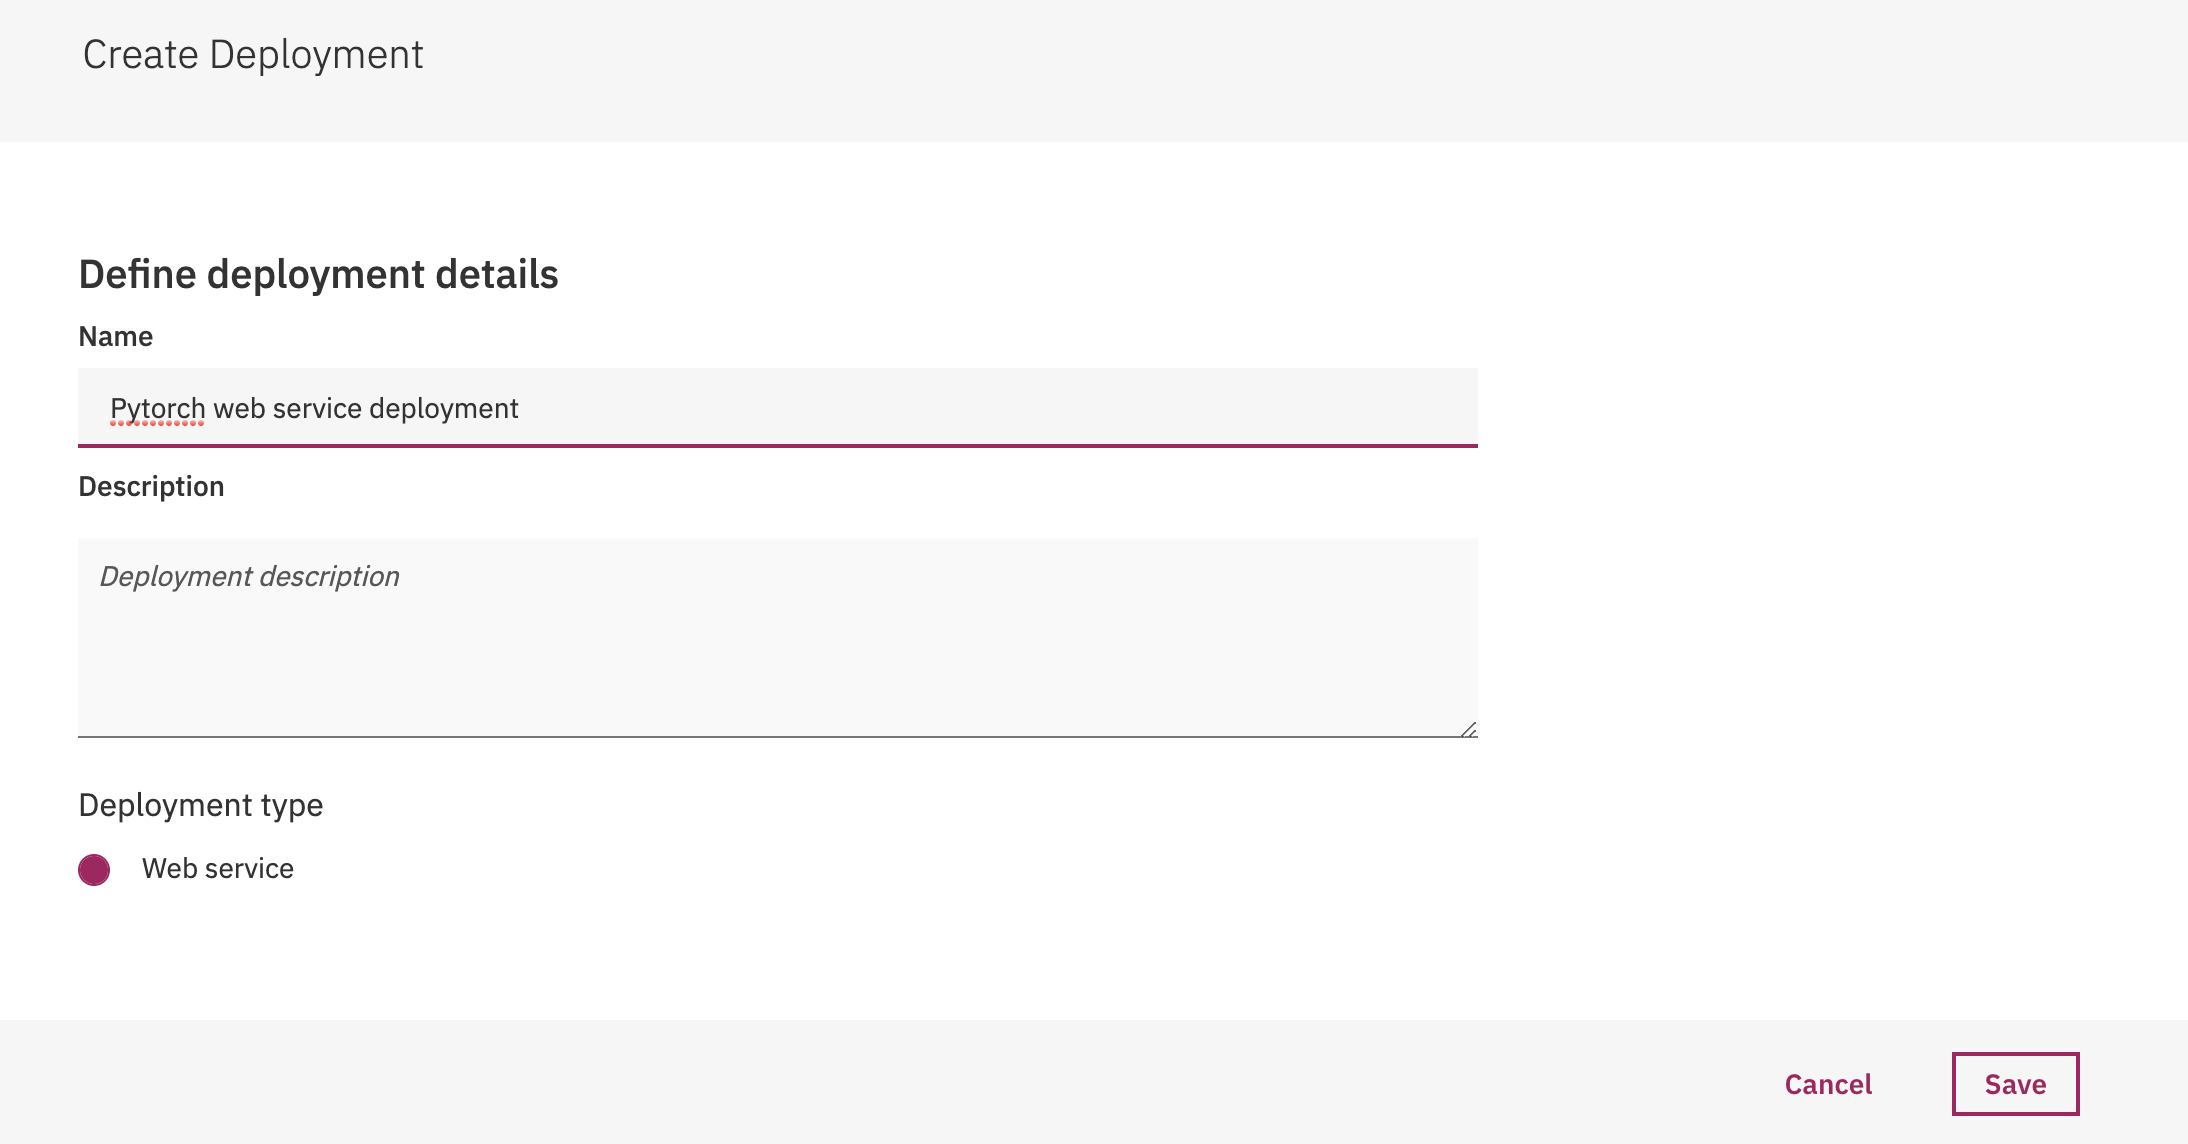 Create Deployment
Define deployment details
Name
Pytorch web service deployment
Description
Deployment description
Deployment type
Web service
Cancel
Save